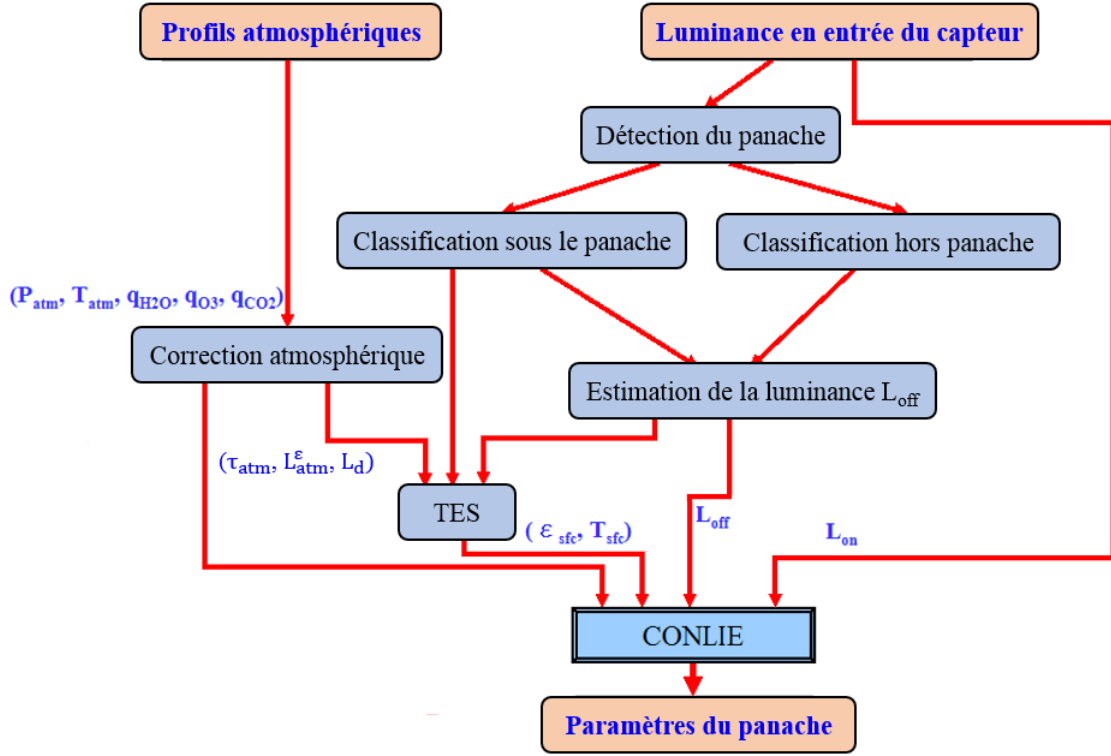 Profils atmosphériques
Luminance en entrée du capteur
Détection du panache
Classification sous le panache
Classification hors panache
(Patm, Tatm, qH2O, qO3, qCO2)
Correction atmosphérique
Estimation de la luminance Loff
(τatm, Lεatm, Ld)
TES
(εsfc, Tsfc)
Loff
Lon
CONLIE
Paramètres du panache